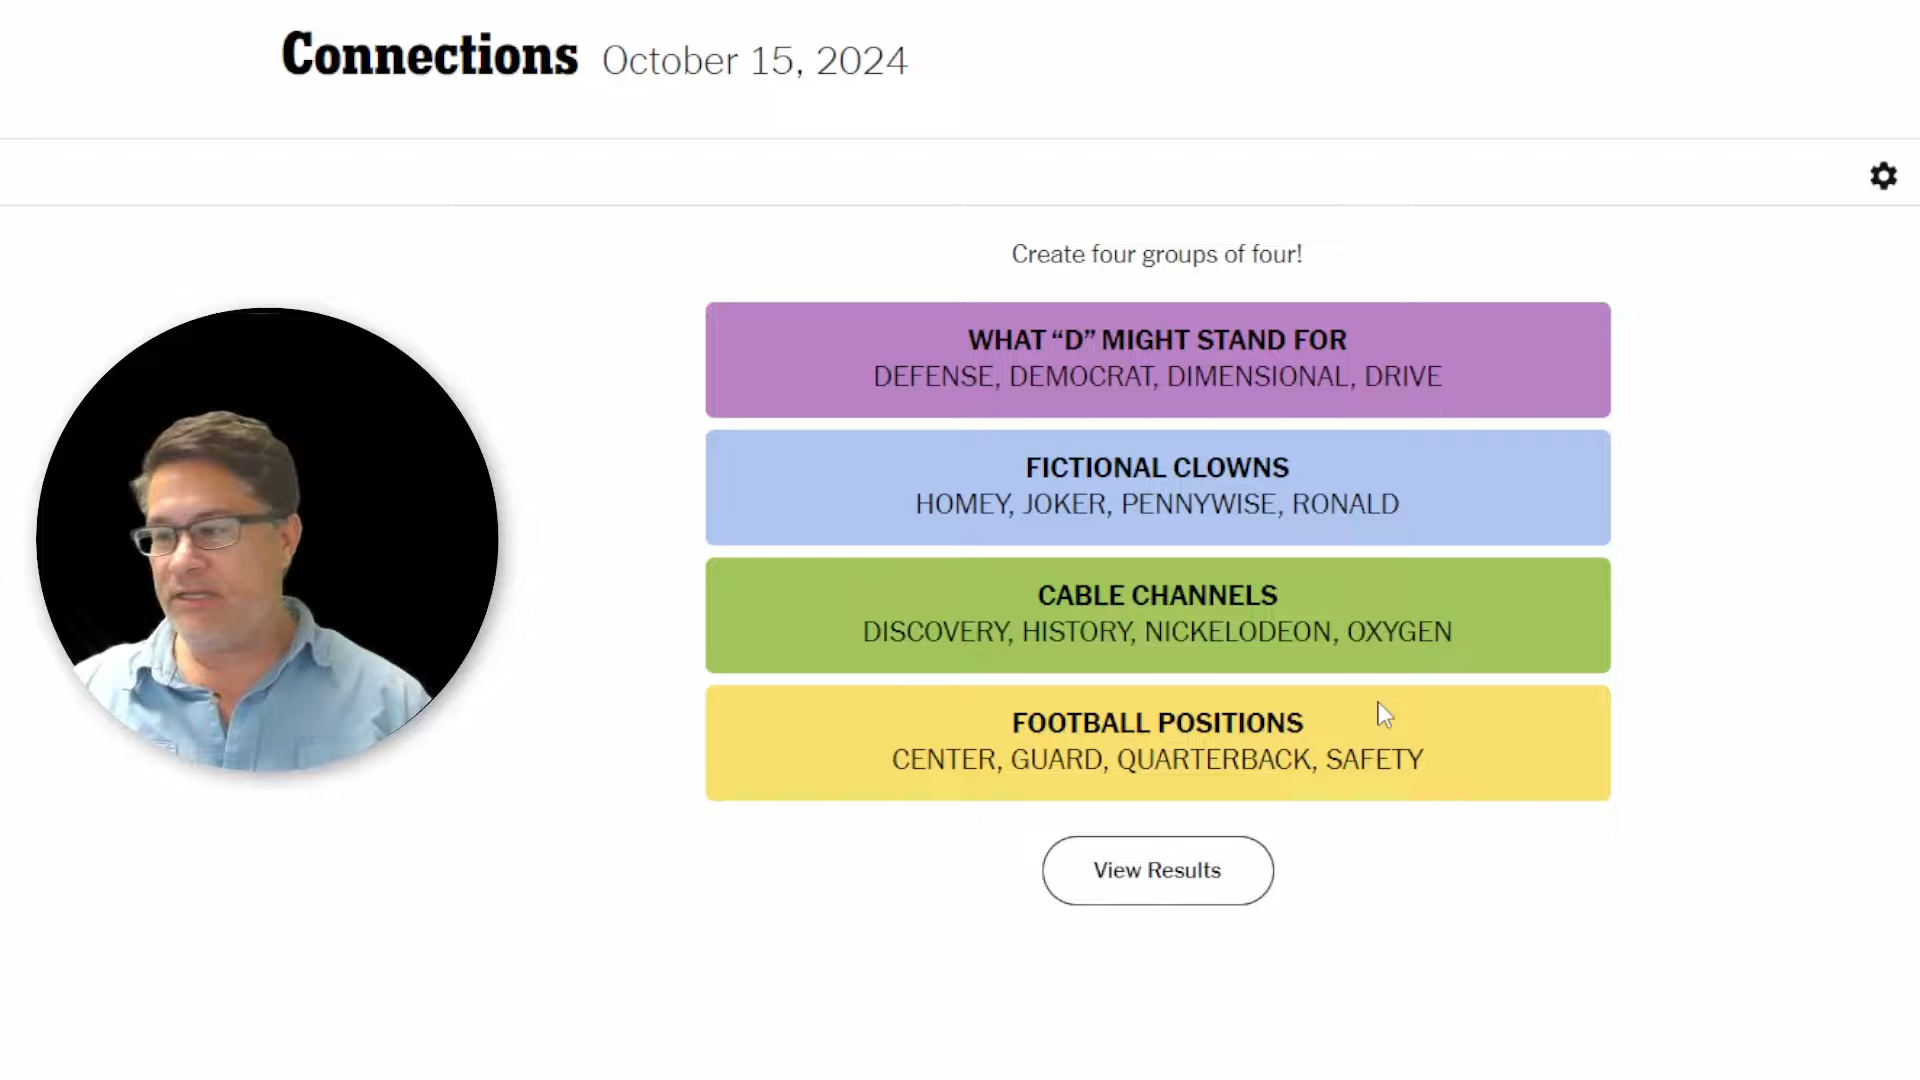 Connections October 15, 2024
Create four groups of four!
WHAT “D” MIGHT STAND FOR
DEFENSE, DEMOCRAT, DIMENSIONAL, DRIVE
FICTIONAL CLOWNS
HOMEY, JOKER, PENNYWISE, RONALD
CABLE CHANNELS
DISCOVERY, HISTORY, NICKELODEON, OXYGEN
FOOTBALL POSITIONS
CENTER, GUARD, QUARTERBACK, SAFETY
View Results